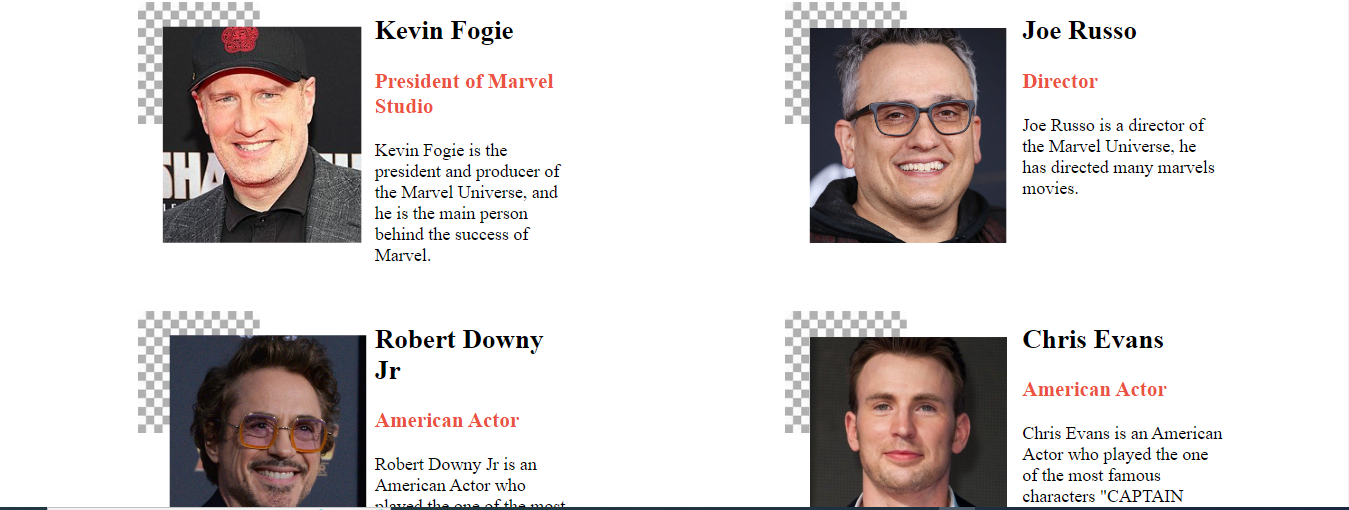 Kevin Fogie
President of Marvel
Studio
Kevin Fogie is the
president and producer of
the Marvel Universe, and
he is the main person
behind the success of
Marvel.
Joe Russo
Director
Joe Russo is a director of
the Marvel Universe, he
has directed many marvels
movies.
Robert Downy
Jr
American Actor
Robert Downy Jr is an
American Actor who
played the one of the most
Chris Evans
American Actor
Chris Evans is an American
Actor who played the one
of the most famous
characters "CAPTAIN